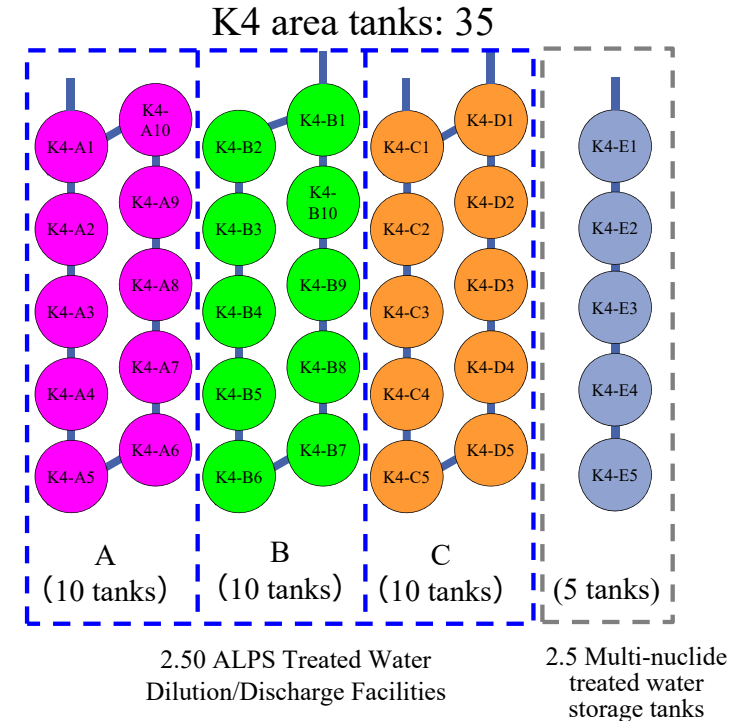 K4 area tanks: 35
K4-A1
K4-A2
K4-A3
K4-A4
K4-A5
K4-
A10
K4-A9
K4-A8
K4-A7
K4-A6
K4-B2
K4-B3
K4-B4
K4-B5
K4-B6
K4-B1
K4-
B10
K4-B9
K4-B8
K4-B7
K4-C1
K4-C2
K4-C3
K4-C4
K4-C5
K4-D1
K4-D2
K4-D3
K4-D4
K4-D5
K4-E1
K4-E2
K4-E3
K4-E4
K4-E5
A
(10 tanks)
B
(10 tanks)
C
(10 tanks)
(5 tanks)
2.50 ALPS Treated Water
Dilution/Discharge Facilities
2.5 Multi-nuclide
treated water
storage tanks